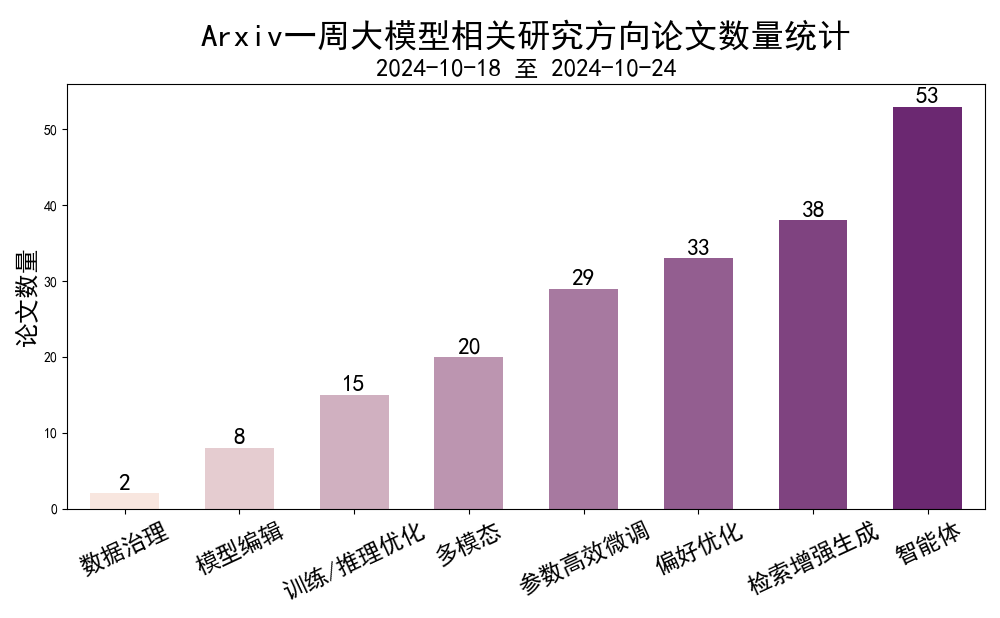 Arxiv一周大模型相关研究方向论文数量统计
2024-10-18 至 2024-10-24
论文数量
50
40
30
20
10
0
2
8
15
20
29
33
38
53
数据治理
模型编辑
训练/推理优化
多模态
参数高效微调
偏好优化
检索增强生成
智能体